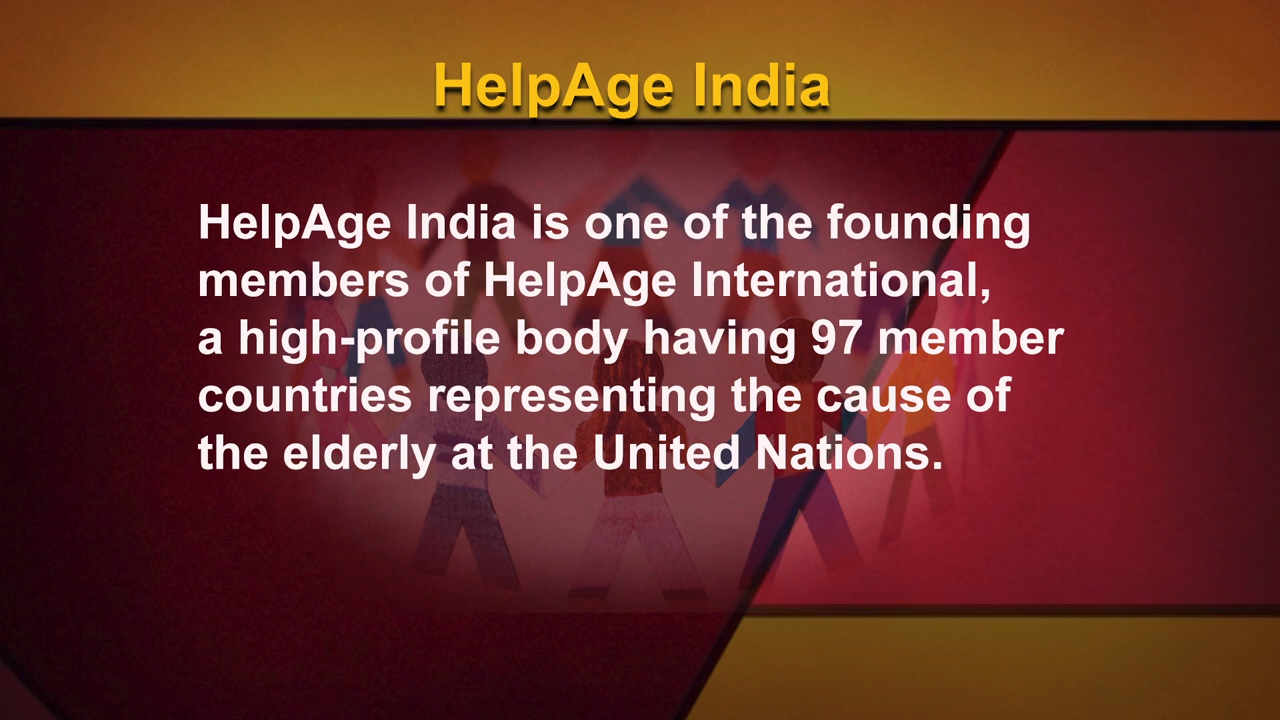 HelpAge India
HelpAge India is one of the founding
members of HelpAge International,
a high-profile body having 97 member
countries representing the cause of
the elderly at the United Nations.